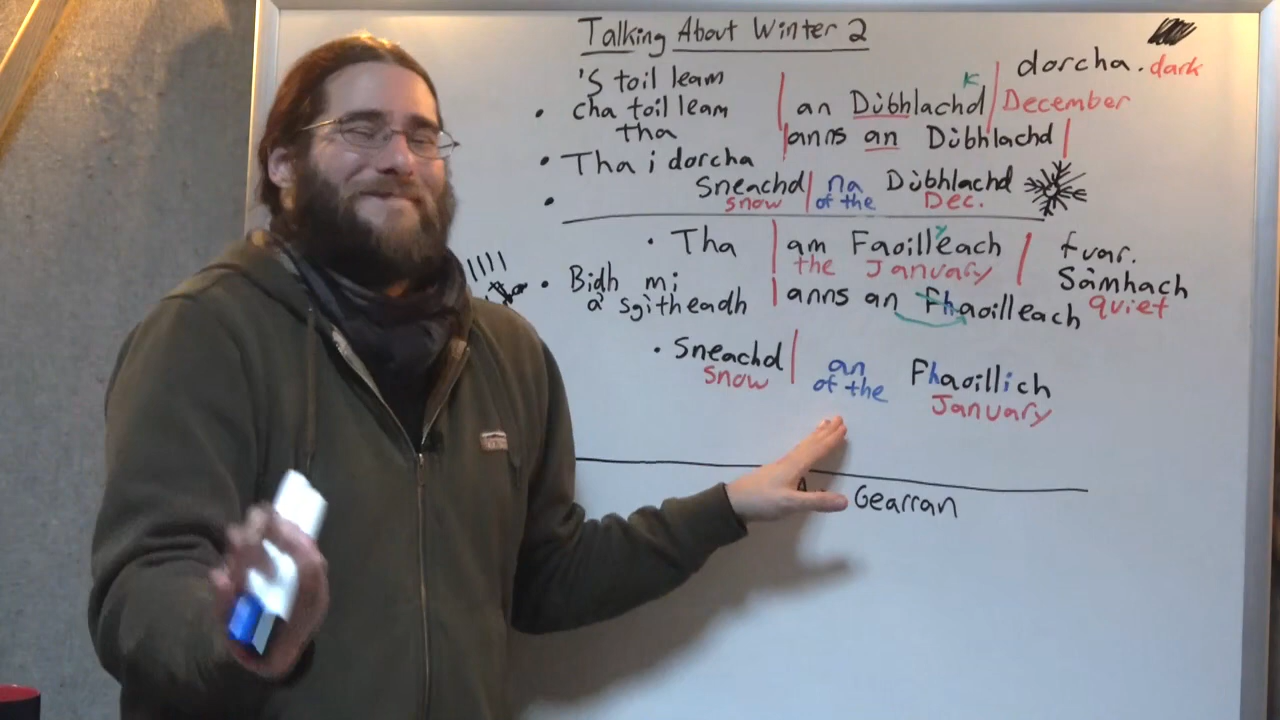 Talking About Winter 2
dorcha. dark
'S toil leam
K
cha toil leam | an Dùbhlachd | December
tha | anns an Dùbhlachd |
Tha i dorcha
Sneachd | na Dùbhlachd
snow of the Dec.
Tha | am Faoilleach | fuar.
the January Sàmhach
Bidh mi quiet
a' sgitheadh | anns an Fhaoilleach
Sneachd | an Fhaoillich
snow of the January
Gearran